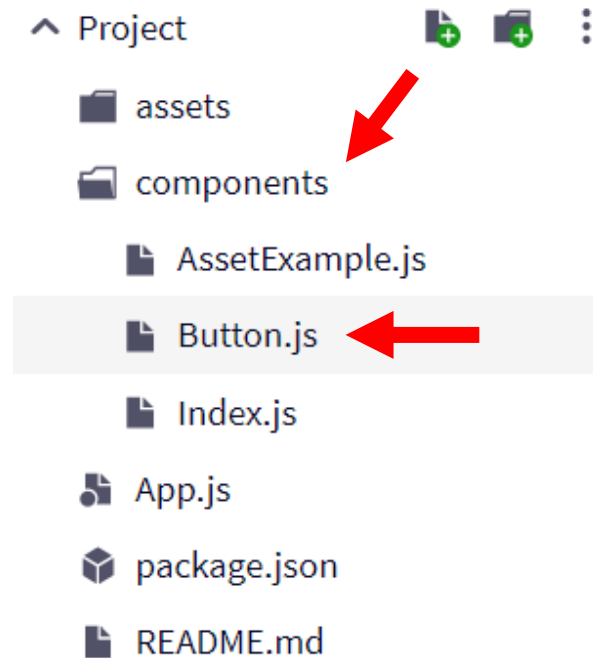 Project
assets
components
AssetExample.js
Button.js
Index.js
App.js
package.json
README.md